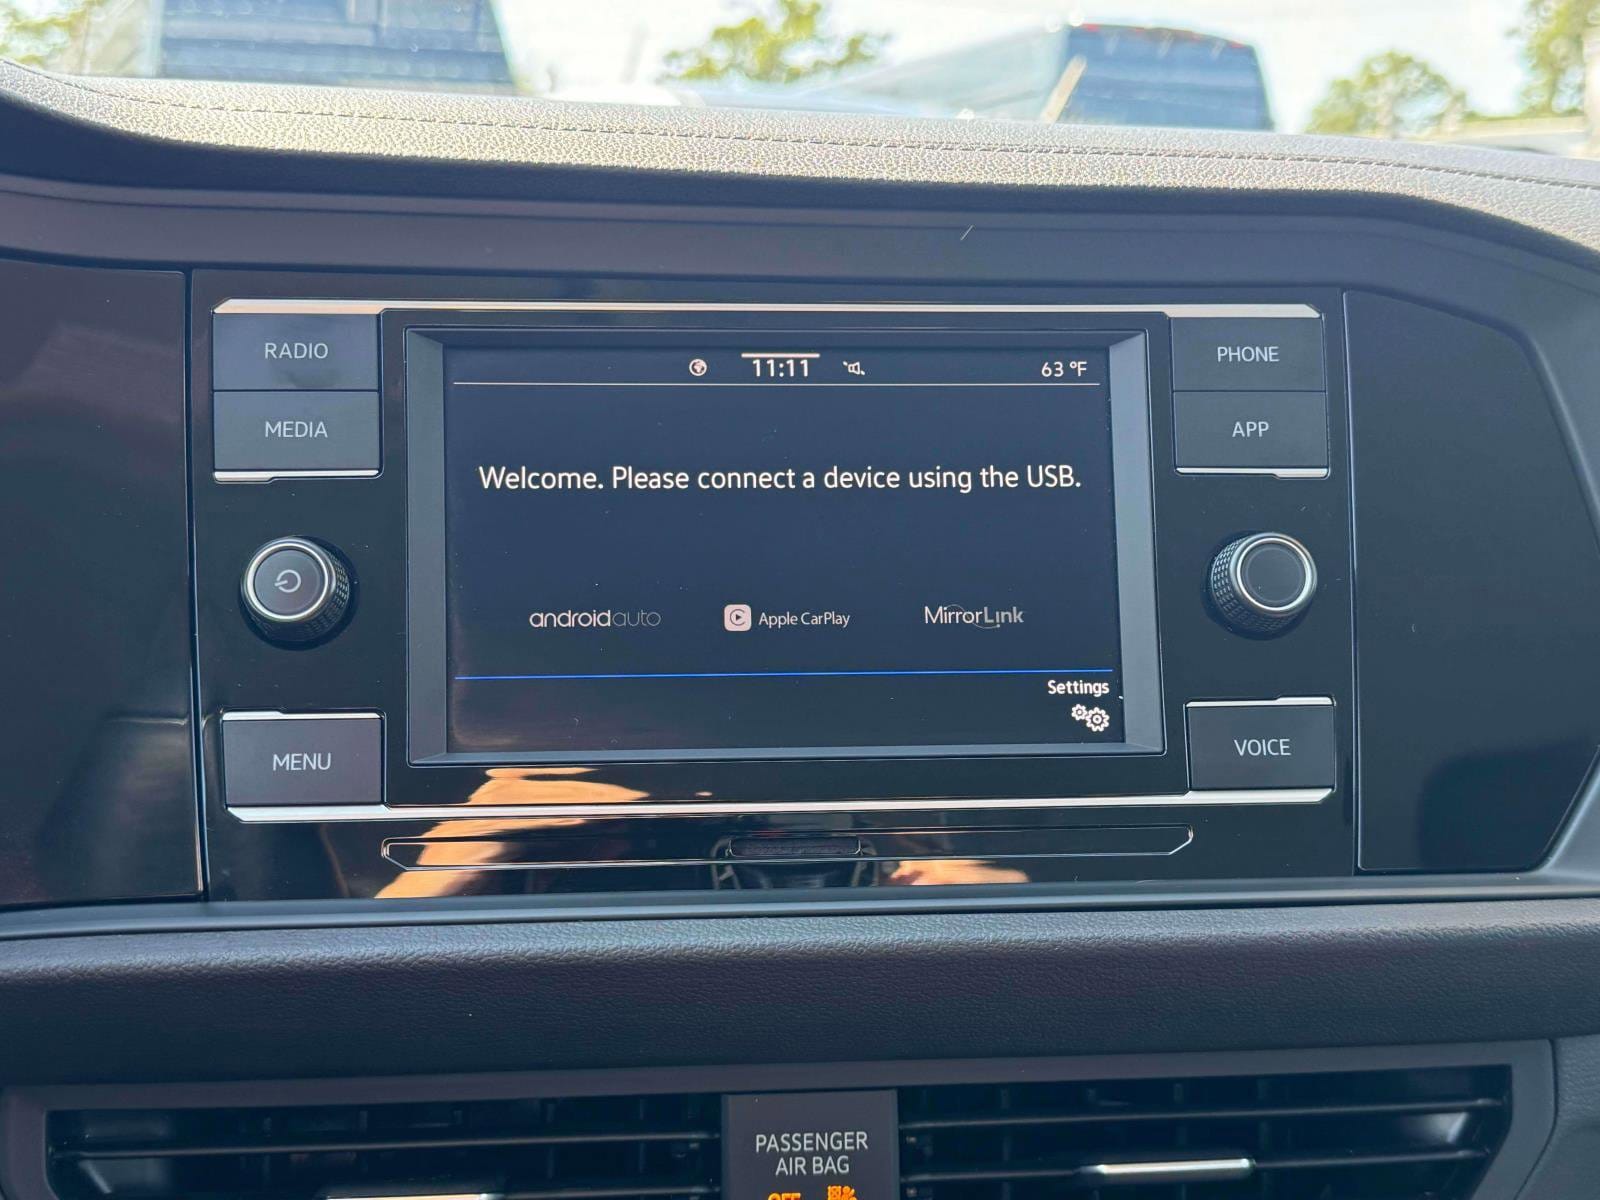 RADIO
MEDIA
MENU
11:11
63 °F
Welcome. Please connect a device using the USB.
androidauto
Apple CarPlay
MirrorLink
Settings
PHONE
APP
VOICE
PASSENGER
AIR BAG
OFF